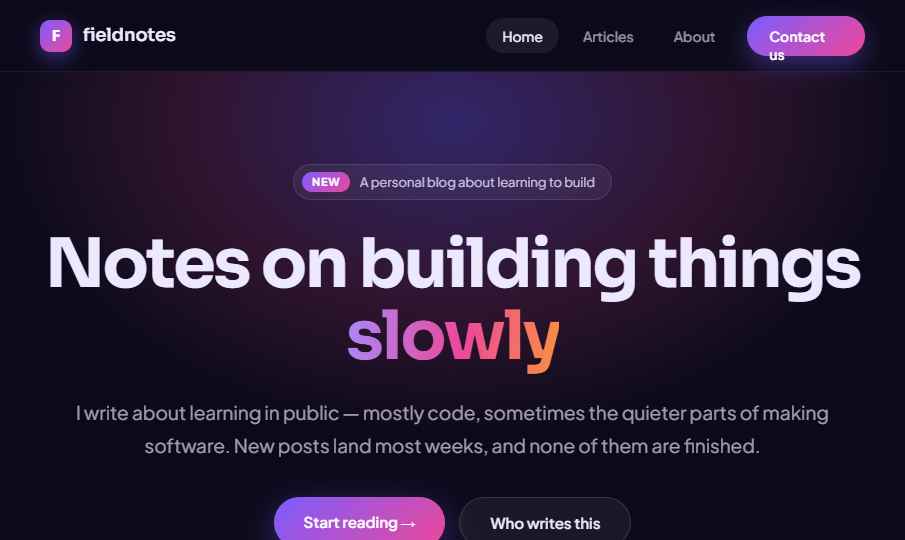 F fieldnotes Home Articles About Contact us
NEW A personal blog about learning to build
Notes on building things
slowly
I write about learning in public — mostly code, sometimes the quieter parts of making
software. New posts land most weeks, and none of them are finished.
Start reading → Who writes this